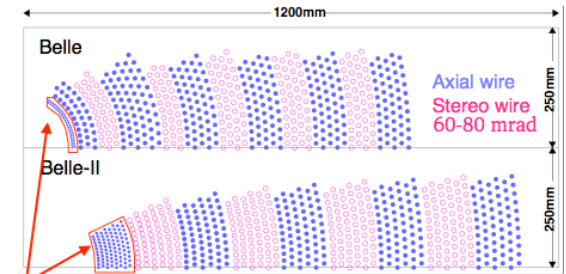 1200mm
Belle
Axial wire
Stereo wire
60-80 mrad
250mm
Belle-II
250mm